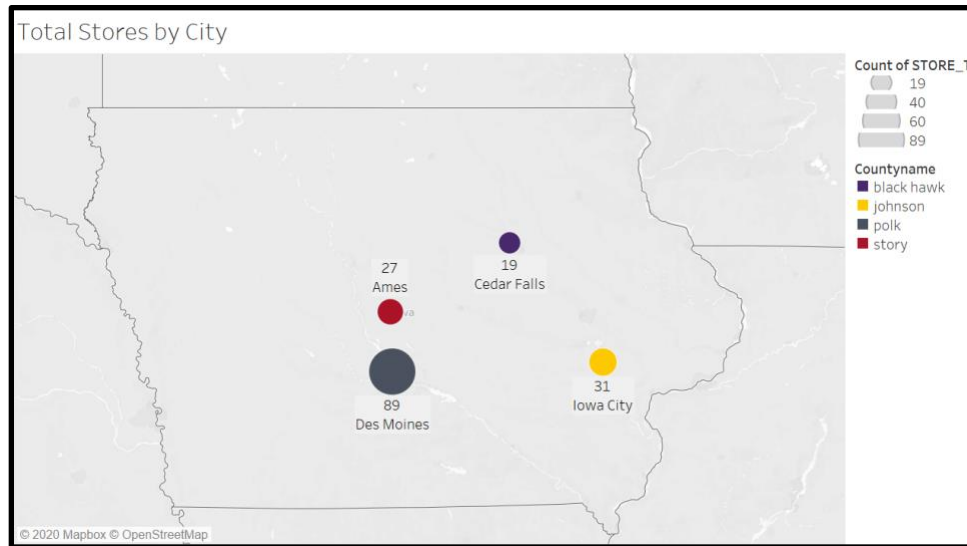 Total Stores by City
Count of STORE_T
19
40
60
89
Countyname
black hawk
johnson
polk
story
19
Cedar Falls
27
Ames
89
Des Moines
31
Iowa City
© 2020 Mapbox © OpenStreetMap